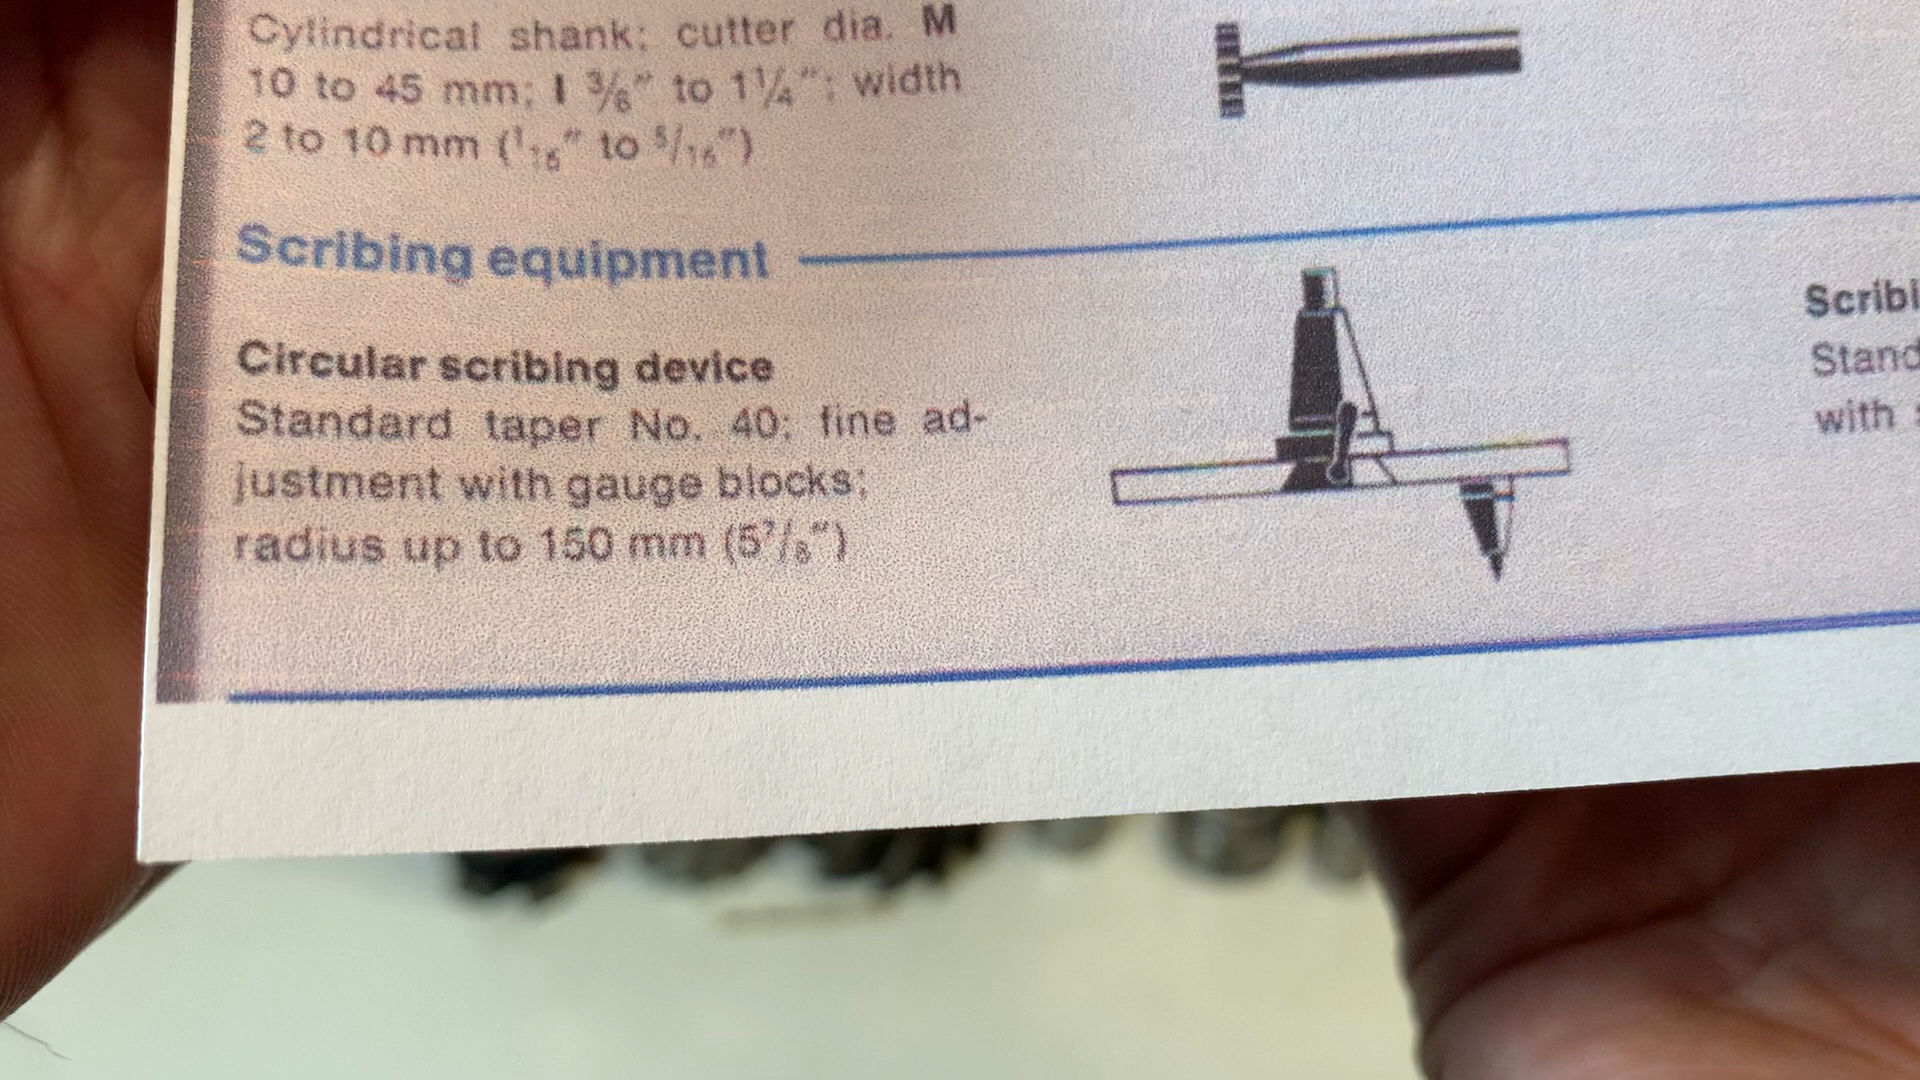 Cylindrical shank; cutter dia. M
10 to 45 mm; I ⅜″ to 1¼″; width
2 to 10 mm (¹/₁₆″ to ⁵/₁₆″)
Scribing equipment
Circular scribing device
Standard taper No. 40; fine ad-
justment with gauge blocks;
radius up to 150 mm (5⁷/₈″)
Scribi
Stand
with